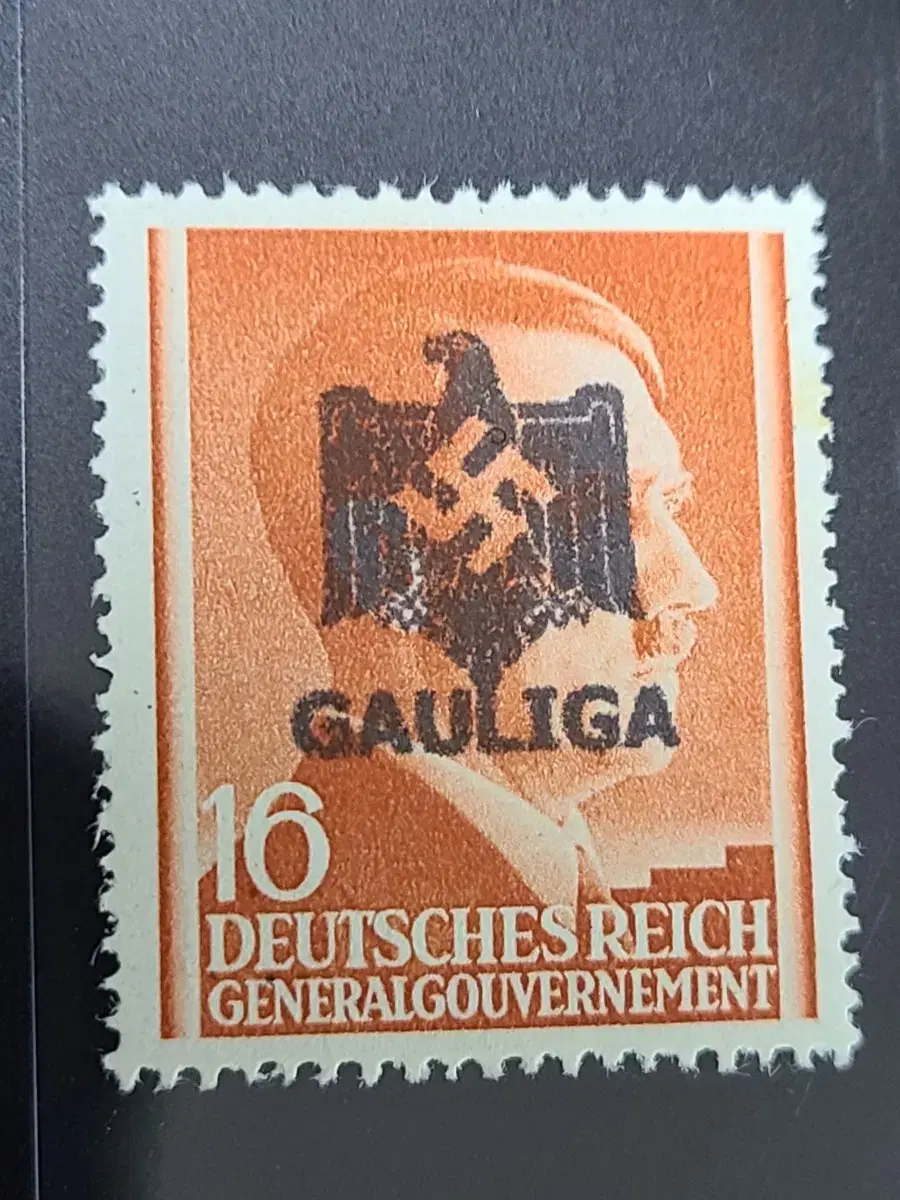 GAULIGA
16
DEUTSCHES REICH
GENERALGOUVERNEMENT